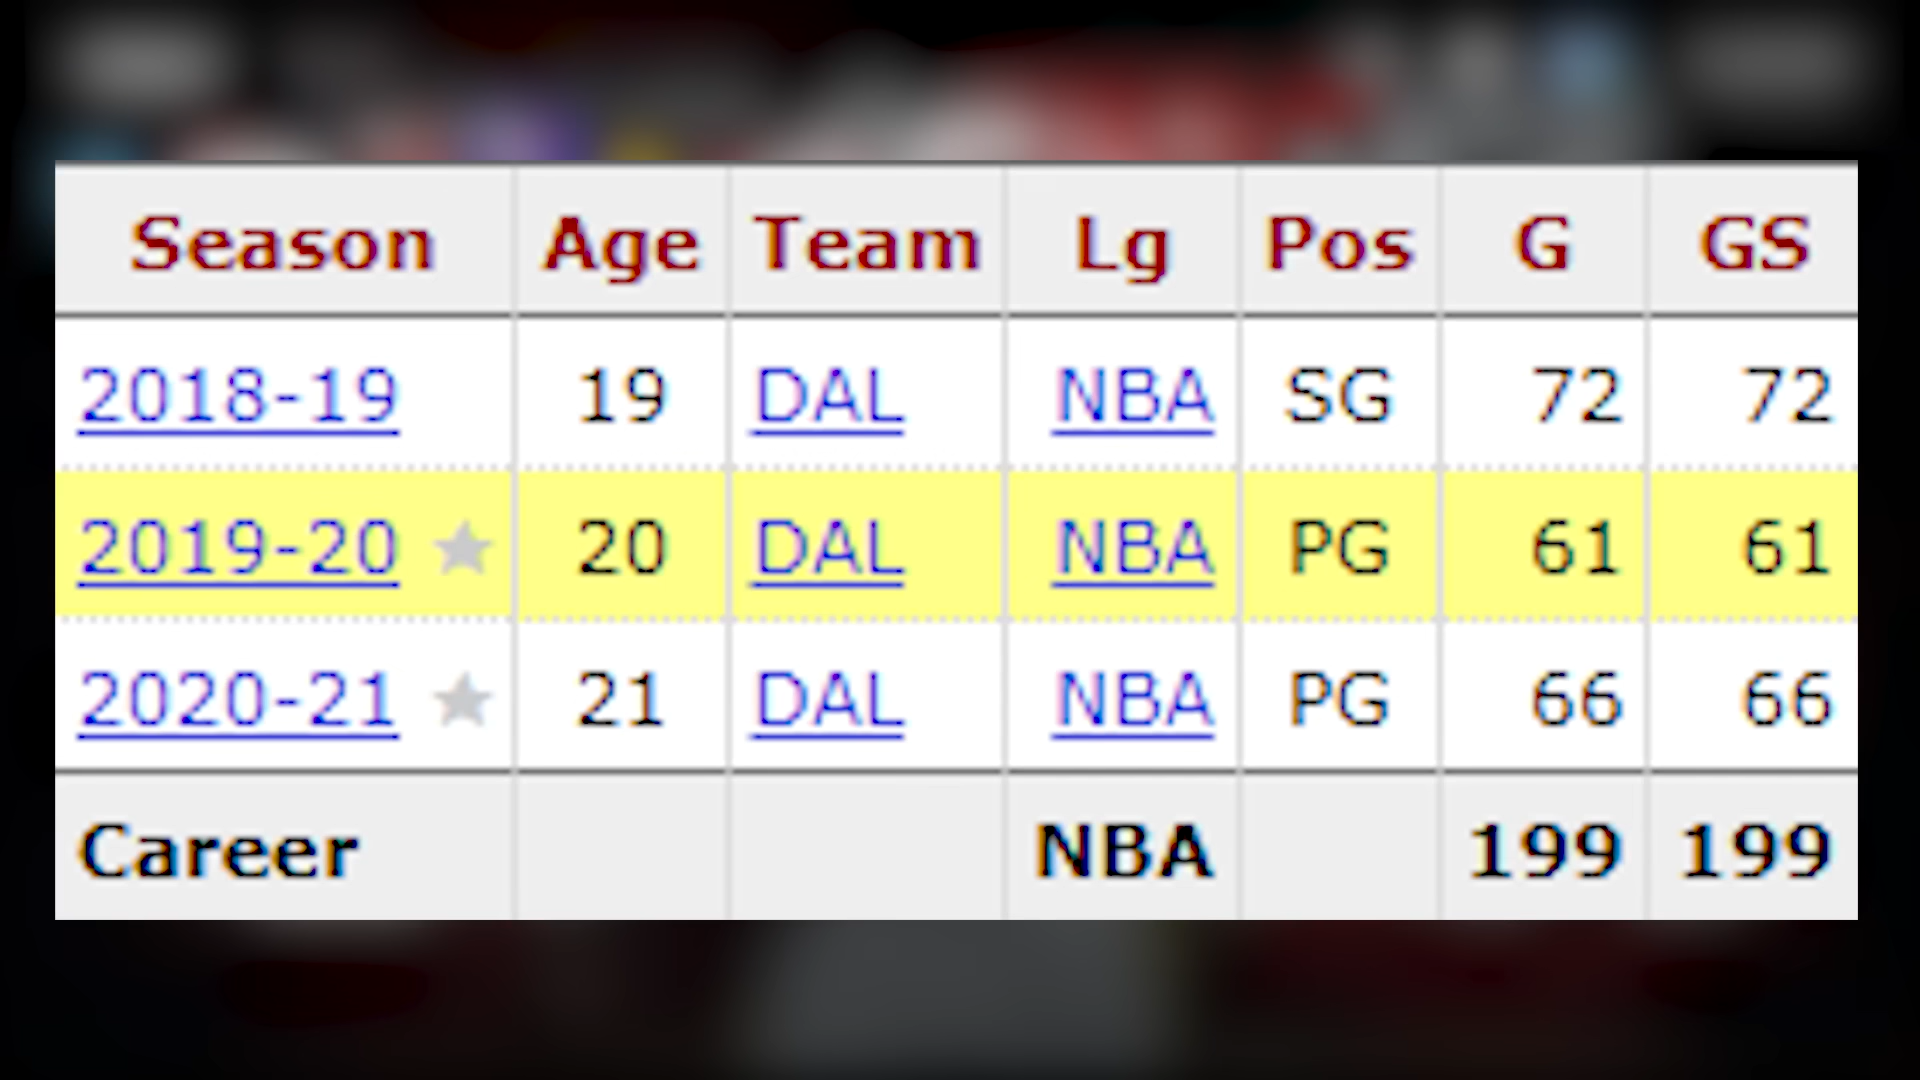 Season Age Team Lg Pos G GS
2018-19 19 DAL NBA SG 72 72
2019-20 ★ 20 DAL NBA PG 61 61
2020-21 ★ 21 DAL NBA PG 66 66
Career NBA 199 199